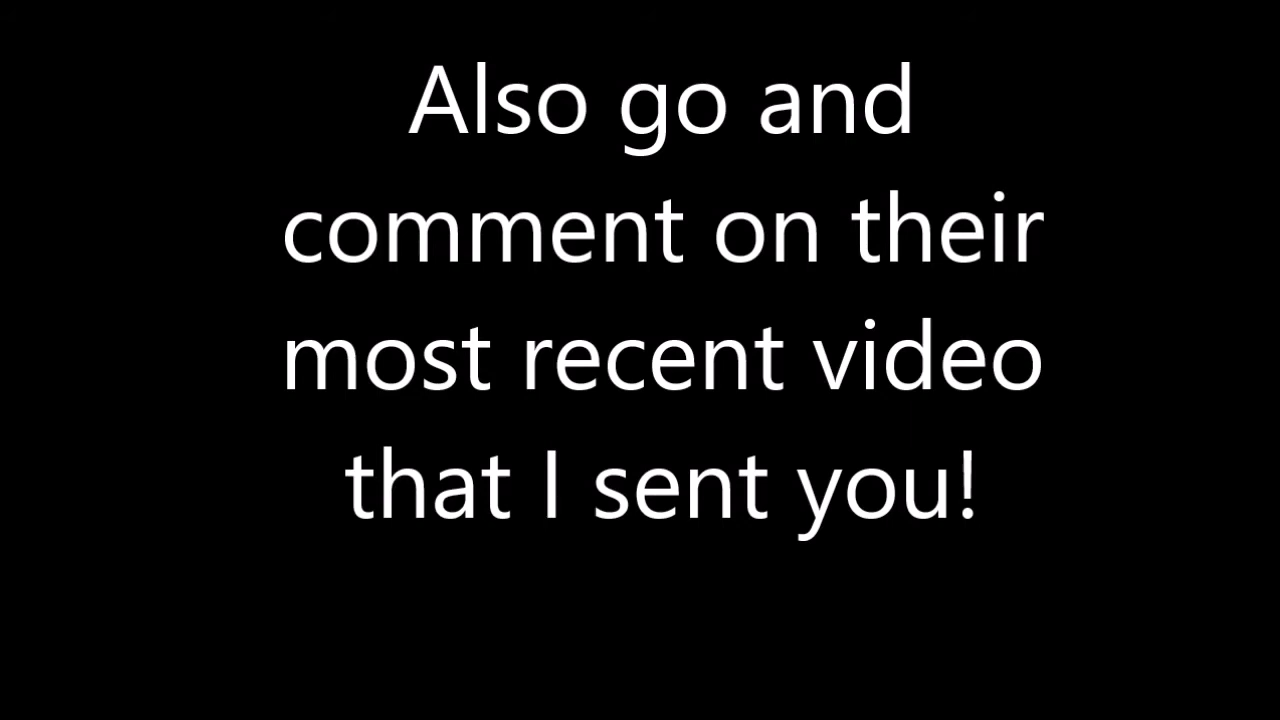 Also go and
comment on their
most recent video
that I sent you!